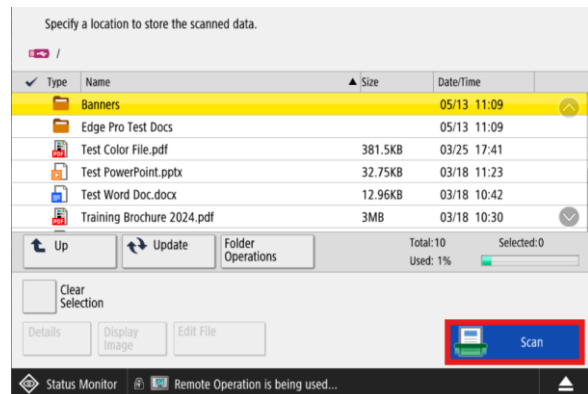 Specify a location to store the scanned data.
/
Type Name ▲ Size Date/Time
Banners 05/13 11:09
Edge Pro Test Docs 05/13 11:09
Test Color File.pdf 381.5KB 03/25 17:41
Test PowerPoint.pptx 32.75KB 03/18 11:23
Test Word Doc.docx 12.96KB 03/18 10:42
Training Brochure 2024.pdf 3MB 03/18 10:30
Up Update Folder Operations Total:10 Selected:0
Used: 1%
Clear
Selection
Details Display Image Edit File Scan
Status Monitor Remote Operation is being used...